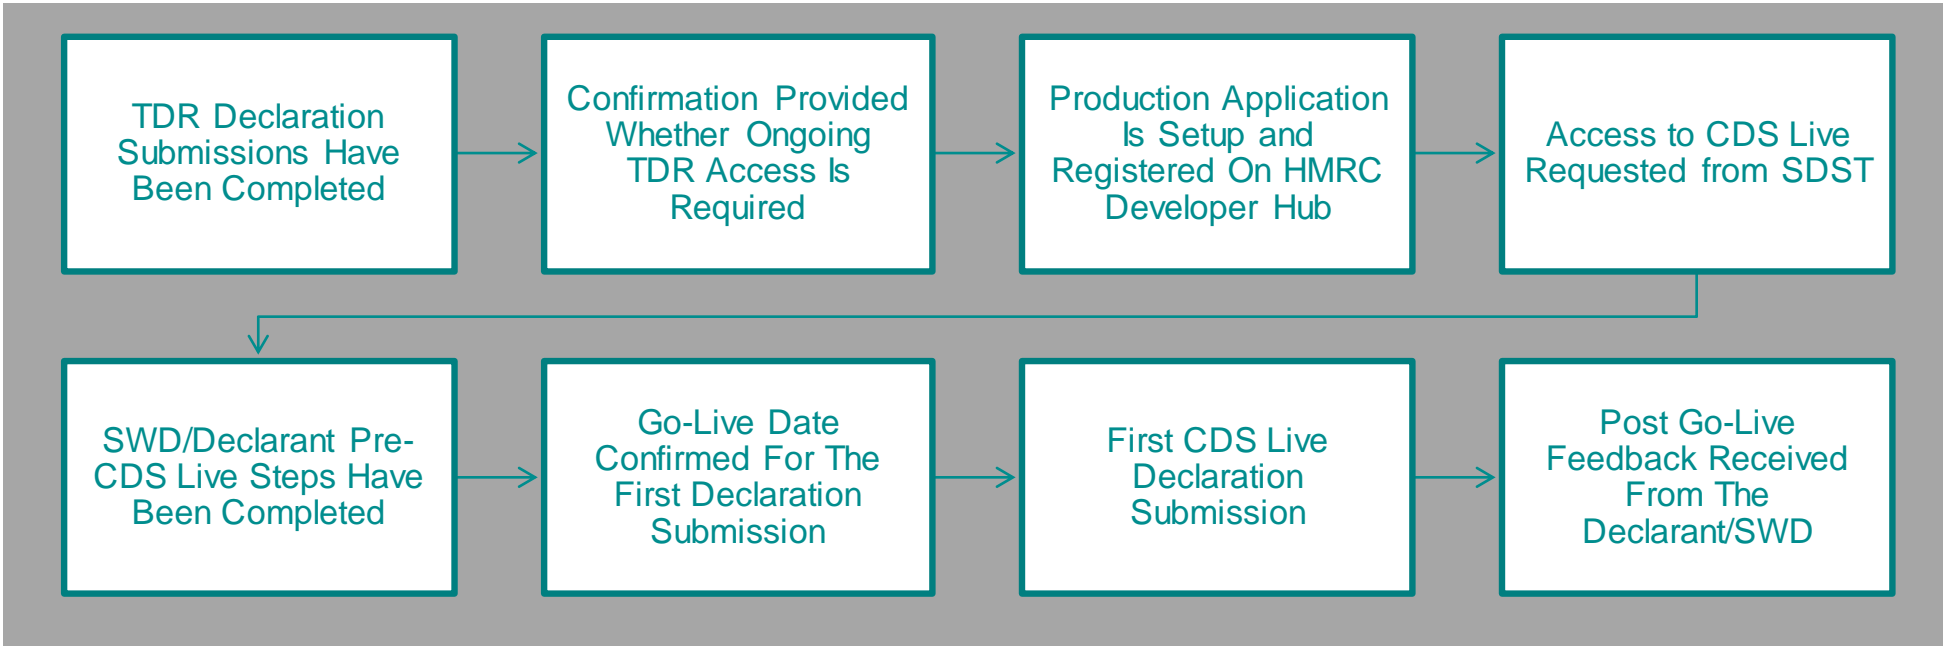 TDR Declaration
Submissions Have
Been Completed
Confirmation Provided
Whether Ongoing
TDR Access Is
Required
Production Application
Is Setup and
Registered On HMRC
Developer Hub
Access to CDS Live
Requested from SDST
SWD/Declarant Pre-
CDS Live Steps Have
Been Completed
Go-Live Date
Confirmed For The
First Declaration
Submission
First CDS Live
Declaration
Submission
Post Go-Live
Feedback Received
From The
Declarant/SWD